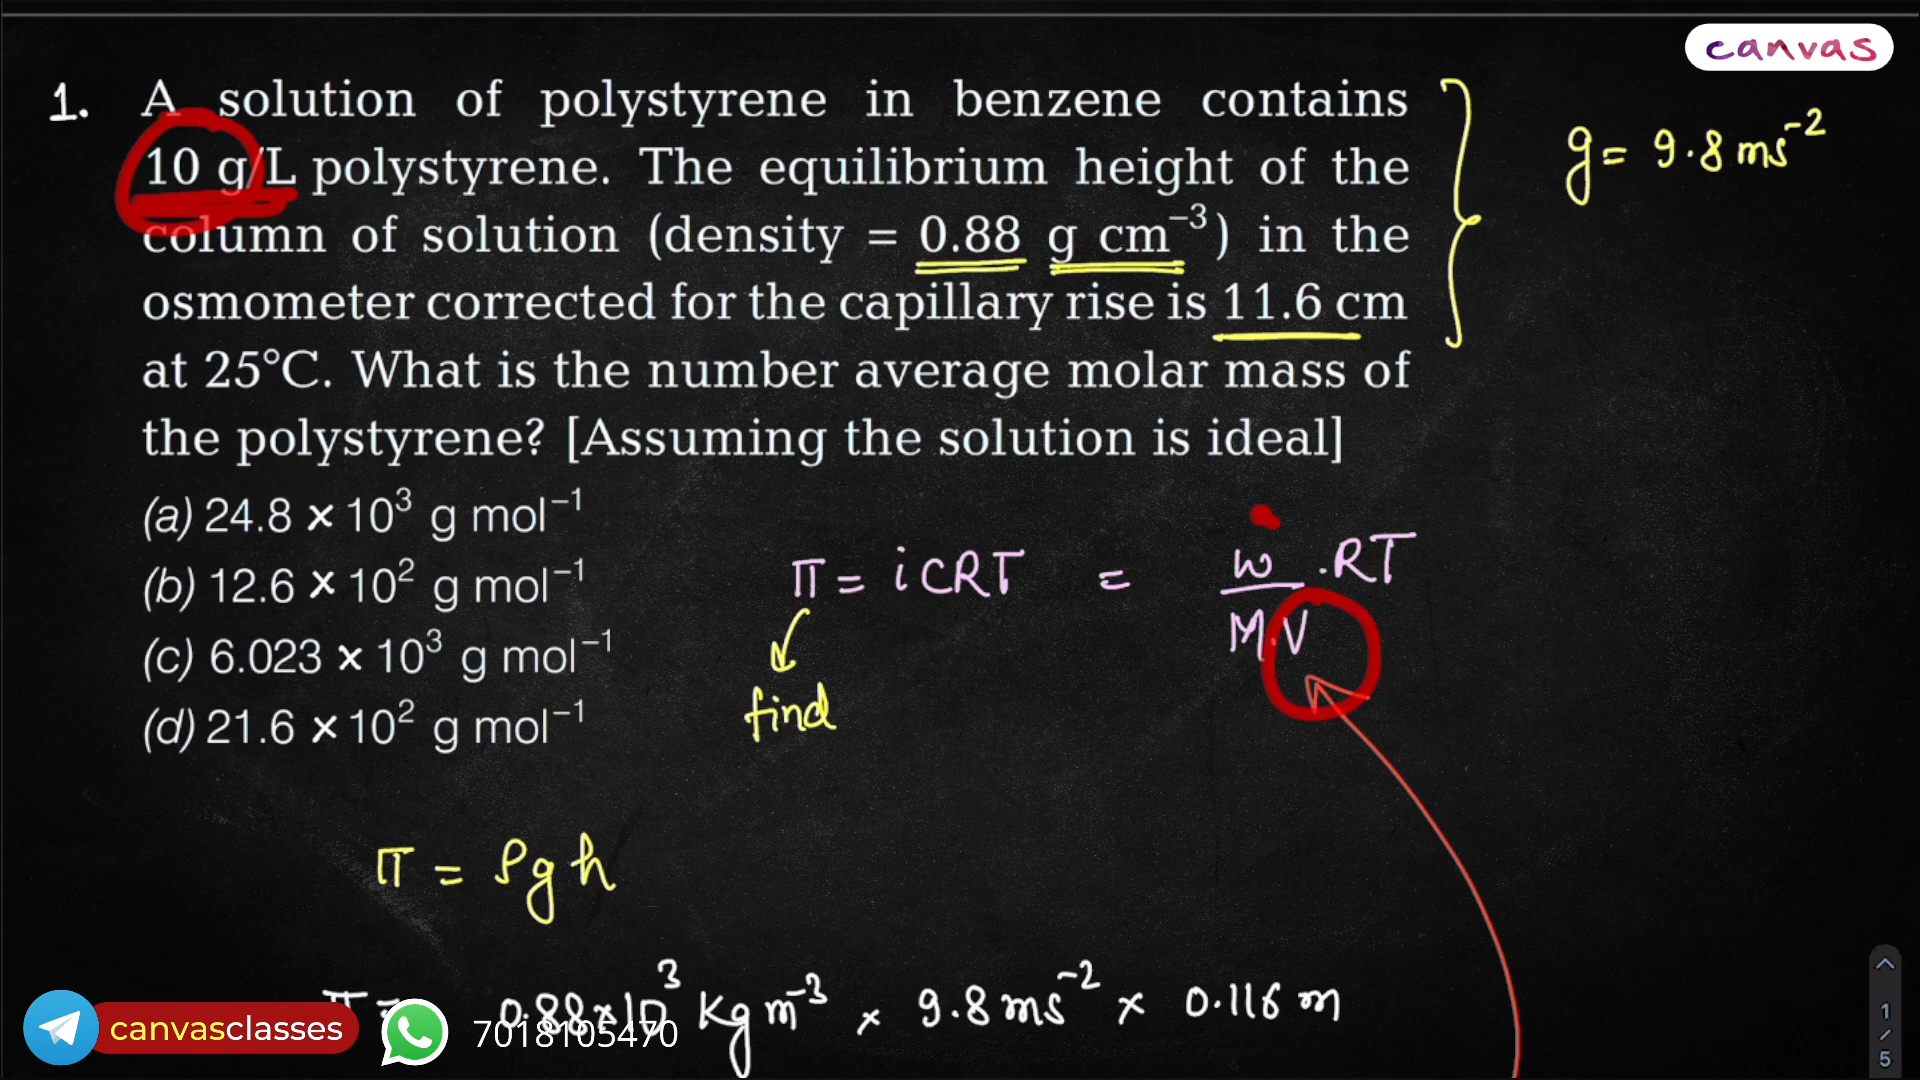 canvas
1. A solution of polystyrene in benzene contains
10 g/L polystyrene. The equilibrium height of the
column of solution (density = 0.88 g cm⁻³) in the
osmometer corrected for the capillary rise is 11.6 cm
at 25°C. What is the number average molar mass of
the polystyrene? [Assuming the solution is ideal]
g = 9.8 ms⁻²
(a) 24.8 × 10³ g mol⁻¹
(b) 12.6 × 10² g mol⁻¹
(c) 6.023 × 10³ g mol⁻¹
(d) 21.6 × 10² g mol⁻¹
π = iCRT = w/M.V .RT
find
π = ρgh
π = 0.88×10³ Kg m⁻³ × 9.8 ms⁻² × 0.116 m
canvasclasses
7018105470
1
/
5